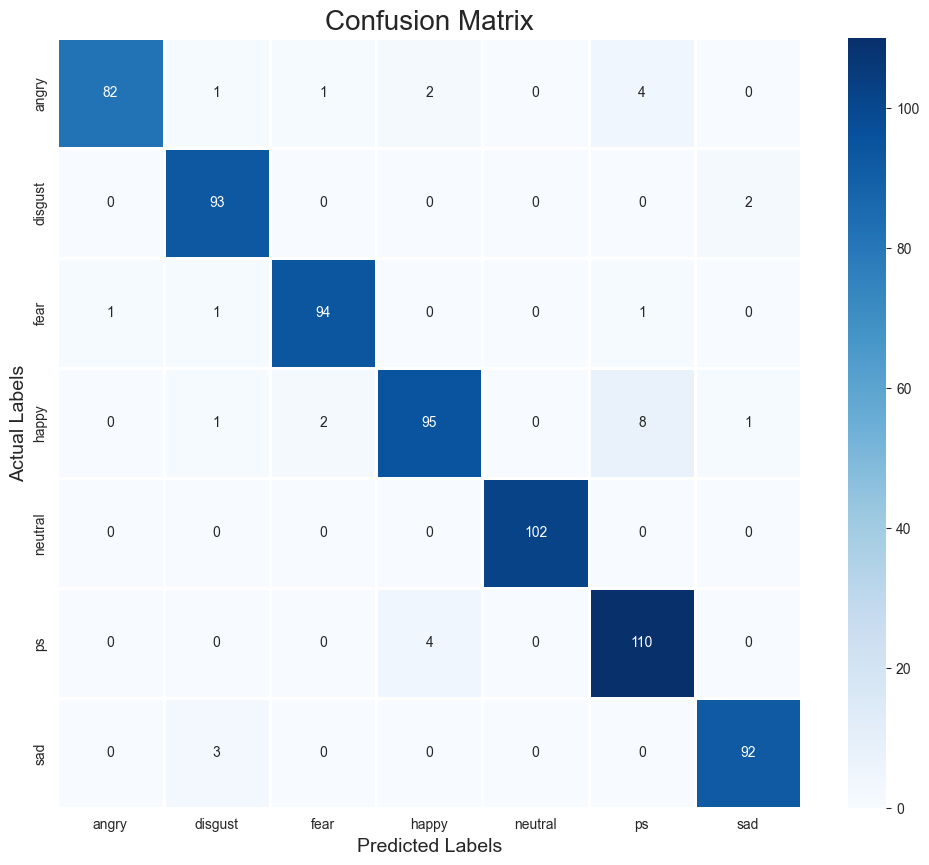 Confusion Matrix
angry 82 1 1 2 0 4 0
disgust 0 93 0 0 0 0 2
fear 1 1 94 0 0 1 0
happy 0 1 2 95 0 8 1
neutral 0 0 0 0 102 0 0
ps 0 0 0 4 0 110 0
sad 0 3 0 0 0 0 92
angry disgust fear happy neutral ps sad
Actual Labels
Predicted Labels
100
80
60
40
20
0